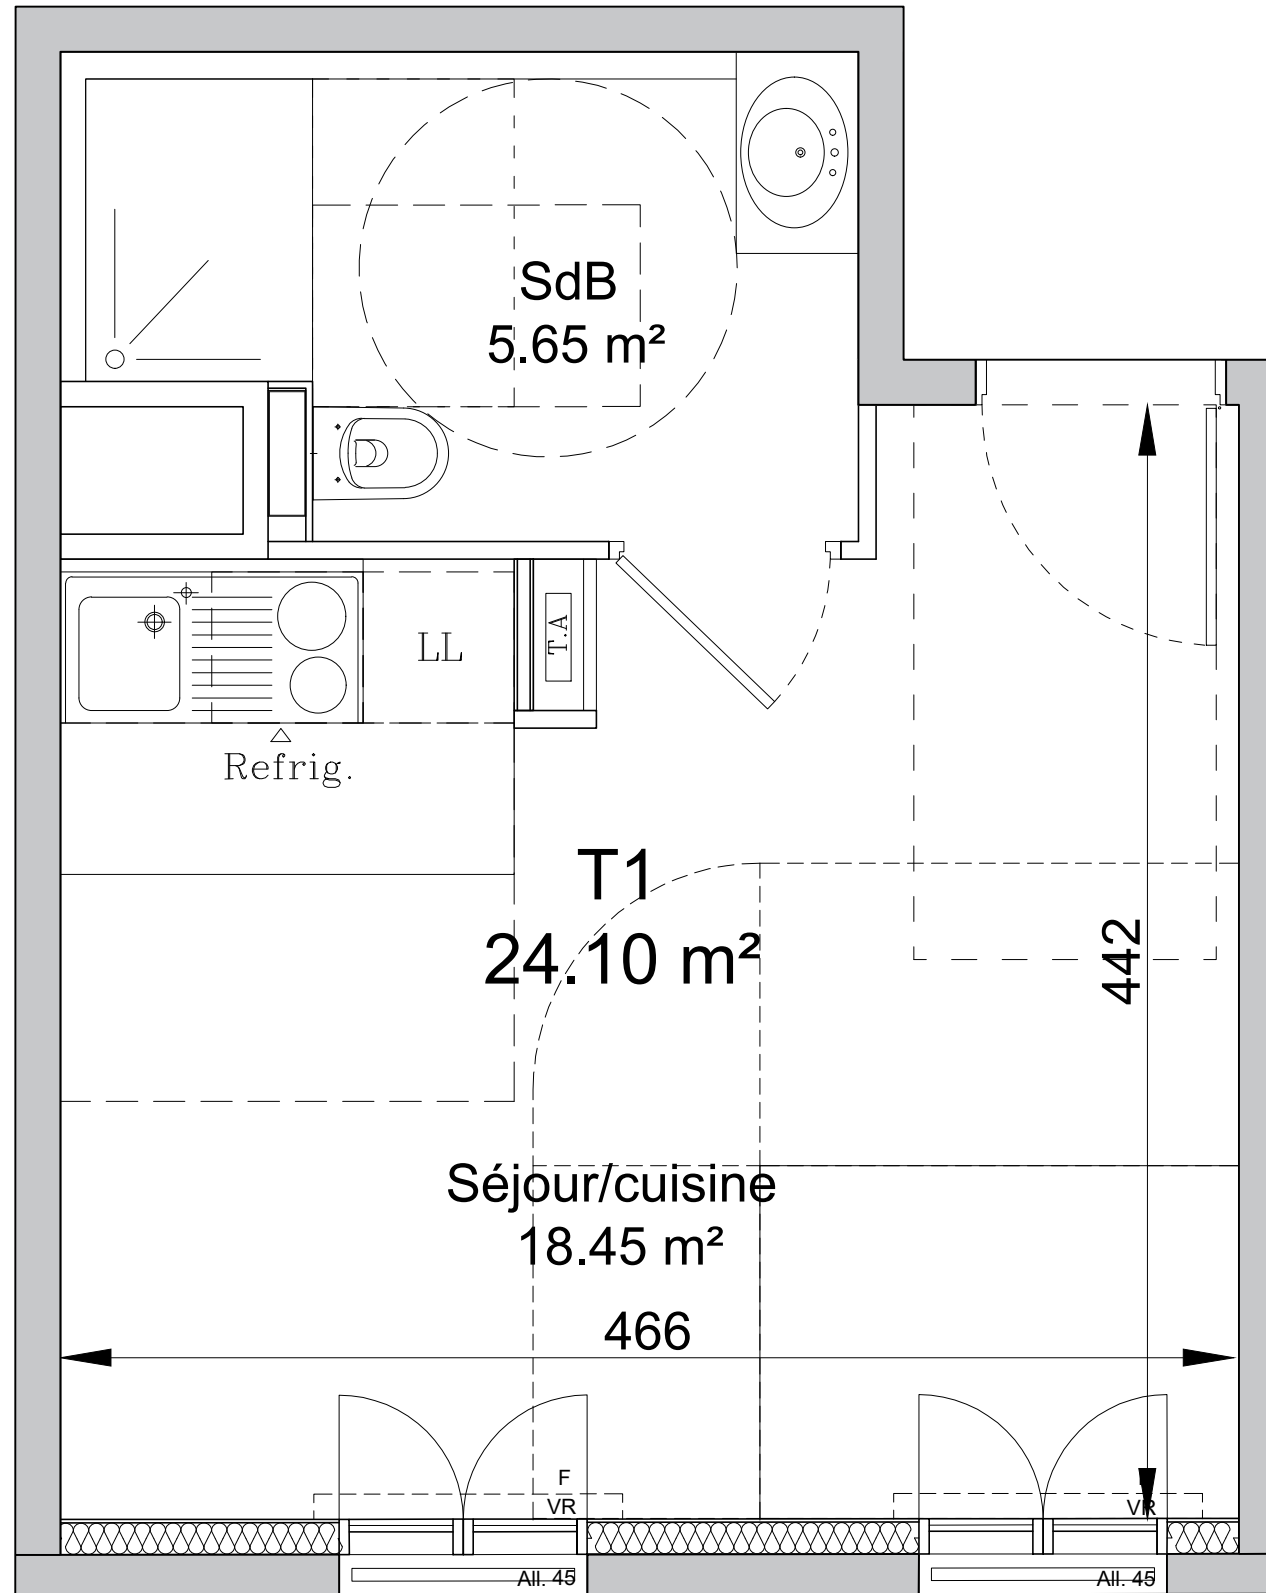 SdB
5.65 m²
LL
T.A
Refrig.
T1
24.10 m²
442
Séjour/cuisine
18.45 m²
466
F
VR
VR
All. 45
All. 45